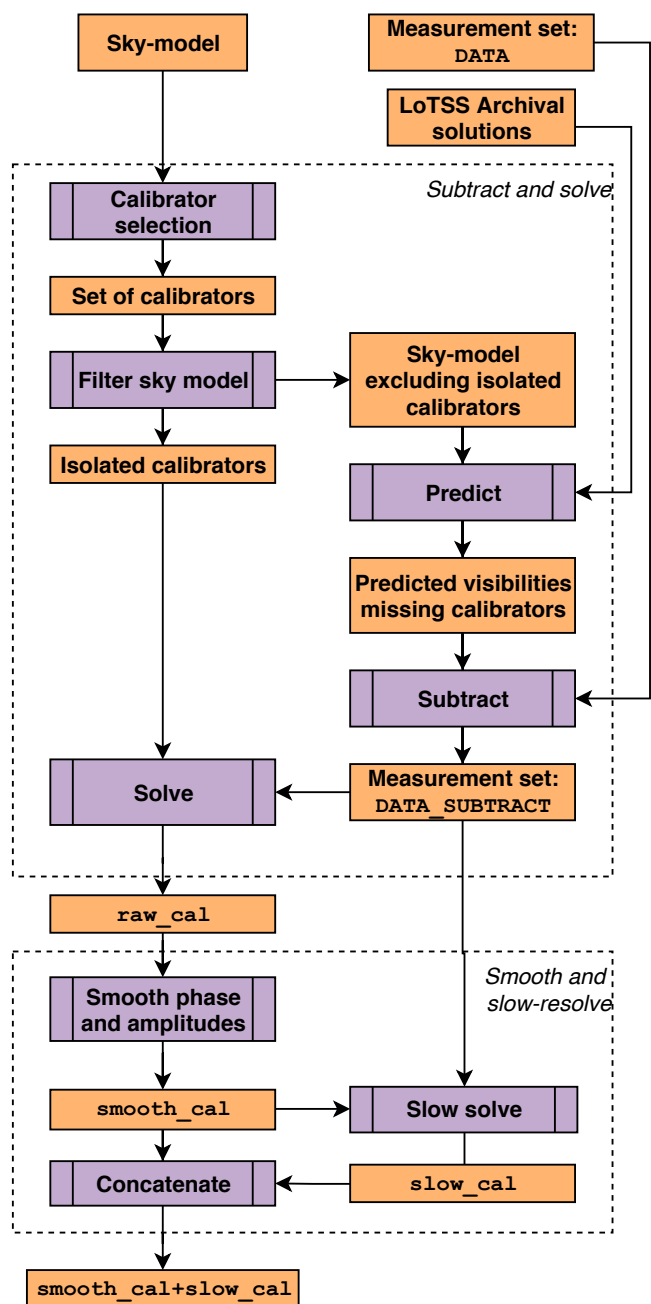 Sky-model
Measurement set:
DATA
LoTSS Archival
solutions
Subtract and solve
Calibrator
selection
Set of calibrators
Filter sky model
Sky-model
excluding isolated
calibrators
Isolated calibrators
Predict
Predicted visibilities
missing calibrators
Subtract
Solve
Measurement set:
DATA_SUBTRACT
raw_cal
Smooth and
slow-resolve
Smooth phase
and amplitudes
smooth_cal
Slow solve
Concatenate
slow_cal
smooth_cal+slow_cal